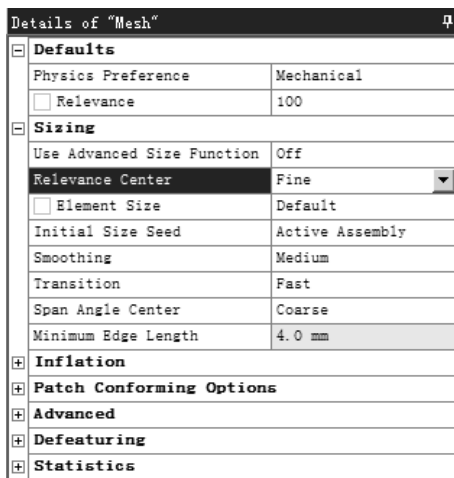 Details of "Mesh"
Defaults
Physics Preference Mechanical
Relevance 100
Sizing
Use Advanced Size Function Off
Relevance Center Fine
Element Size Default
Initial Size Seed Active Assembly
Smoothing Medium
Transition Fast
Span Angle Center Coarse
Minimum Edge Length 4.0 mm
Inflation
Patch Conforming Options
Advanced
Defeaturing
Statistics